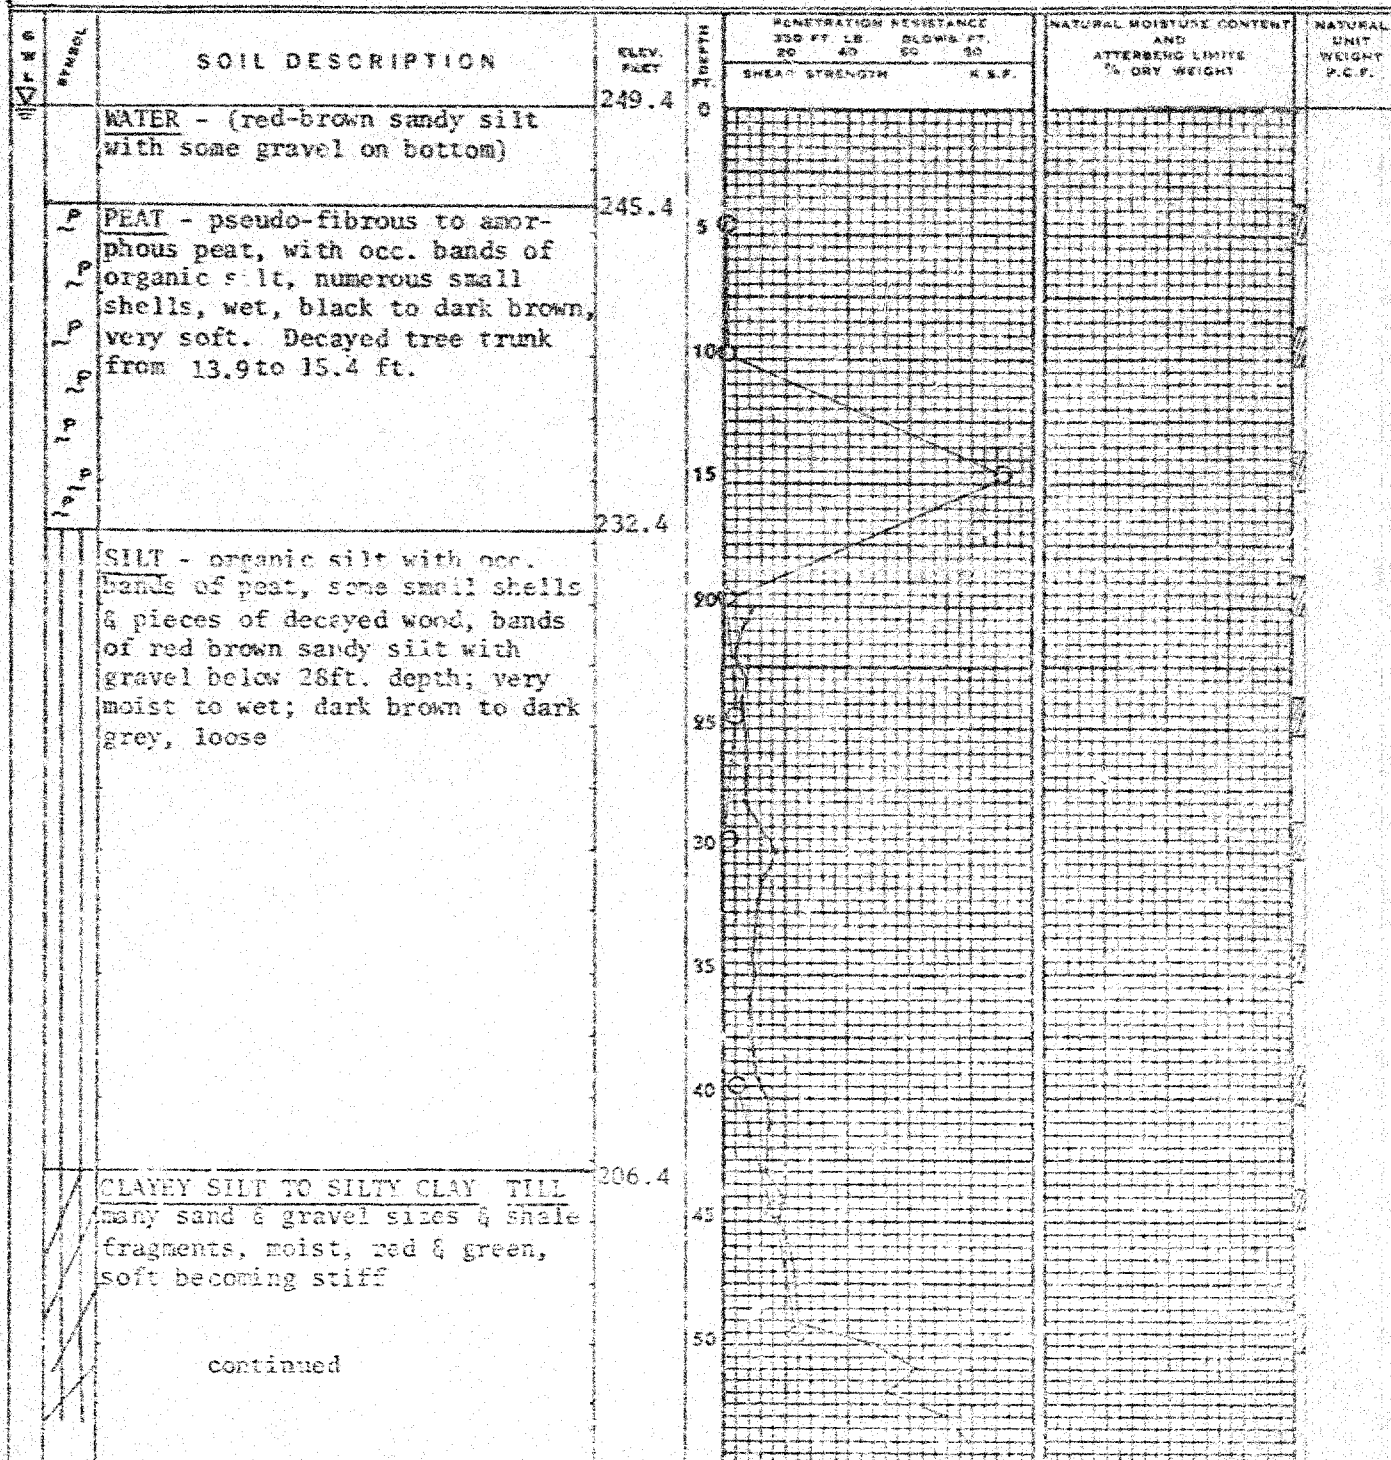 G W L
SYMBOL
SOIL DESCRIPTION
ELEV. FEET
DEPTH FT.
PENETRATION RESISTANCE
350 FT. LB. BLOWS/FT.
20 40 60 80
SHEAR STRENGTH K.S.F.
NATURAL MOISTURE CONTENT
AND
ATTERBERG LIMITS
% DRY WEIGHT
NATURAL
UNIT
WEIGHT
P.C.F.
249.4
0
WATER - (red-brown sandy silt
with some gravel on bottom)
245.4
5
PEAT - pseudo-fibrous to amor-
phous peat, with occ. bands of
organic silt, numerous small
shells, wet, black to dark brown,
very soft. Decayed tree trunk
from 13.9 to 15.4 ft.
10
15
232.4
SILT - organic silt with occ.
bands of peat, some small shells
& pieces of decayed wood, bands
of red brown sandy silt with
gravel below 28ft. depth; very
moist to wet; dark brown to dark
grey, loose
20
25
30
35
40
206.4
CLAYEY SILT TO SILTY CLAY TILL
many sand & gravel sizes & shale
fragments, moist, red & green,
soft becoming stiff
45
50
continued